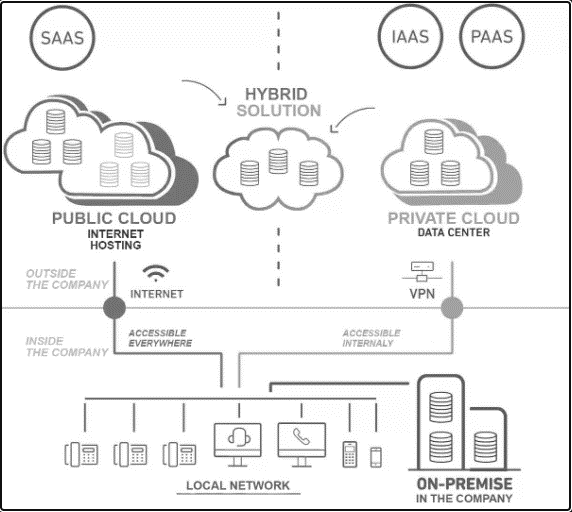 SAAS
IAAS
PAAS
HYBRID
SOLUTION
PUBLIC CLOUD
INTERNET
HOSTING
PRIVATE CLOUD
DATA CENTER
OUTSIDE
THE COMPANY
INTERNET
VPN
INSIDE
THE COMPANY
ACCESSIBLE
EVERYWHERE
ACCESSIBLE
INTERNALY
LOCAL NETWORK
ON-PREMISE
IN THE COMPANY